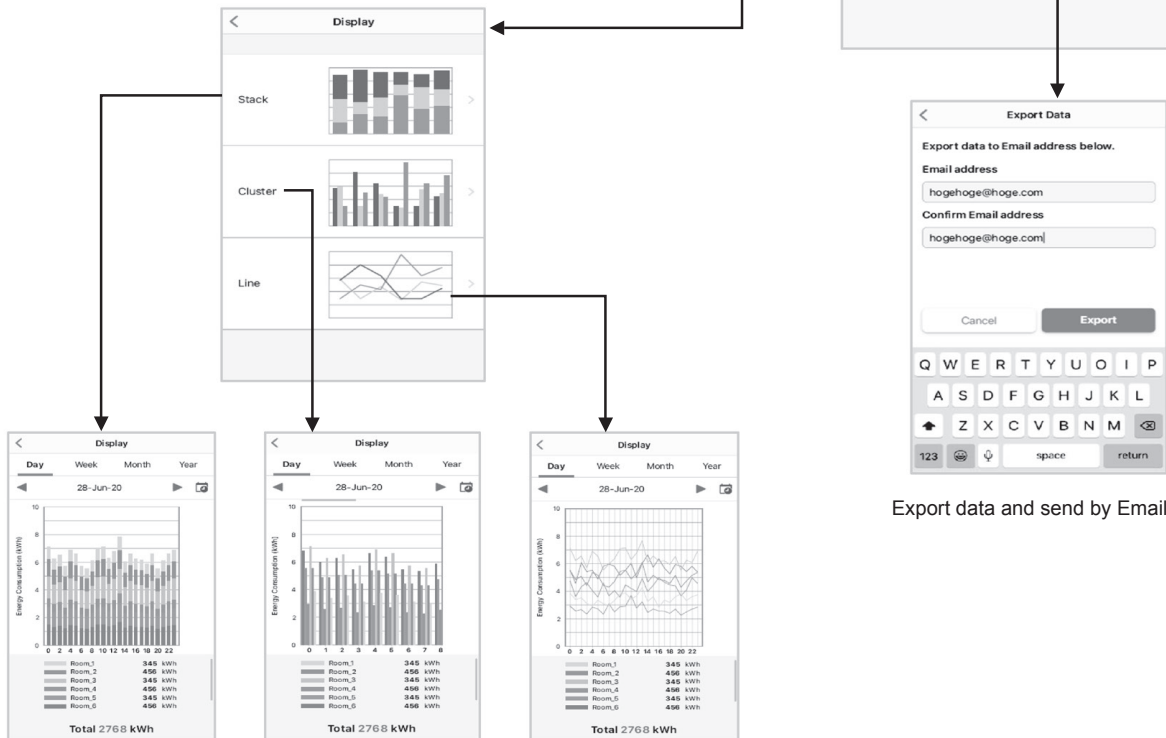 Display
Stack
Cluster
Line
Export Data
Export data to Email address below.
Email address
hogehoge@hoge.com
Confirm Email address
hogehoge@hoge.com
Cancel
Export
Q W E R T Y U O I P
A S D F G H J K L
Z X C V B N M
123 space return
Export data and send by Email
Display
Day Week Month Year
28-Jun-20
Energy Consumption (kWh)
10
8
6
4
2
0
0 2 4 6 8 10 12 14 16 18 20 22
Room_1 345 kWh
Room_2 456 kWh
Room_3 345 kWh
Room_4 456 kWh
Room_5 345 kWh
Room_6 456 kWh
Total 2768 kWh
Display
Day Week Month Year
28-Jun-20
Energy Consumption (kWh)
10
8
6
4
2
0
0 1 2 3 4 5 6 7 8
Room_1 345 kWh
Room_2 456 kWh
Room_3 345 kWh
Room_4 456 kWh
Room_5 345 kWh
Room_6 456 kWh
Total 2768 kWh
Display
Day Week Month Year
28-Jun-20
Energy Consumption (kWh)
10
8
6
4
2
0
0 2 4 6 8 10 12 14 16 18 20 22
Room_1 345 kWh
Room_2 456 kWh
Room_3 345 kWh
Room_4 456 kWh
Room_5 345 kWh
Room_6 456 kWh
Total 2768 kWh